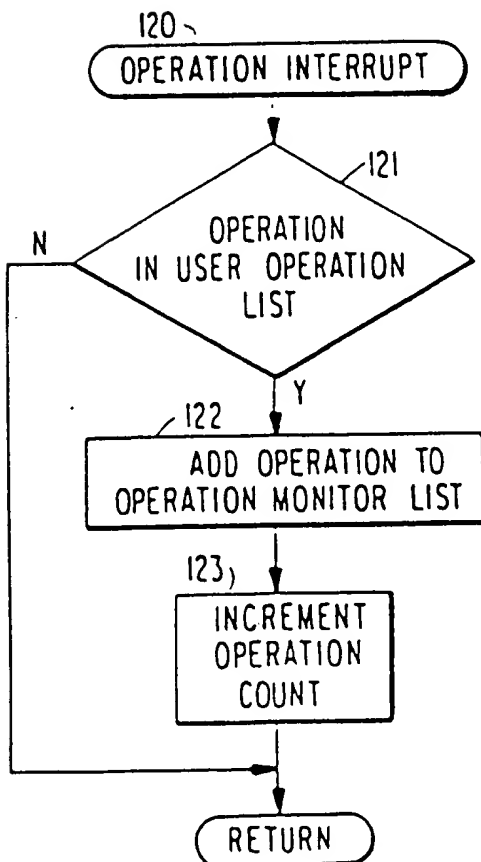 120
OPERATION INTERRUPT
121
OPERATION
IN USER OPERATION
LIST
N
Y
122
ADD OPERATION TO
OPERATION MONITOR LIST
123
INCREMENT
OPERATION
COUNT
RETURN